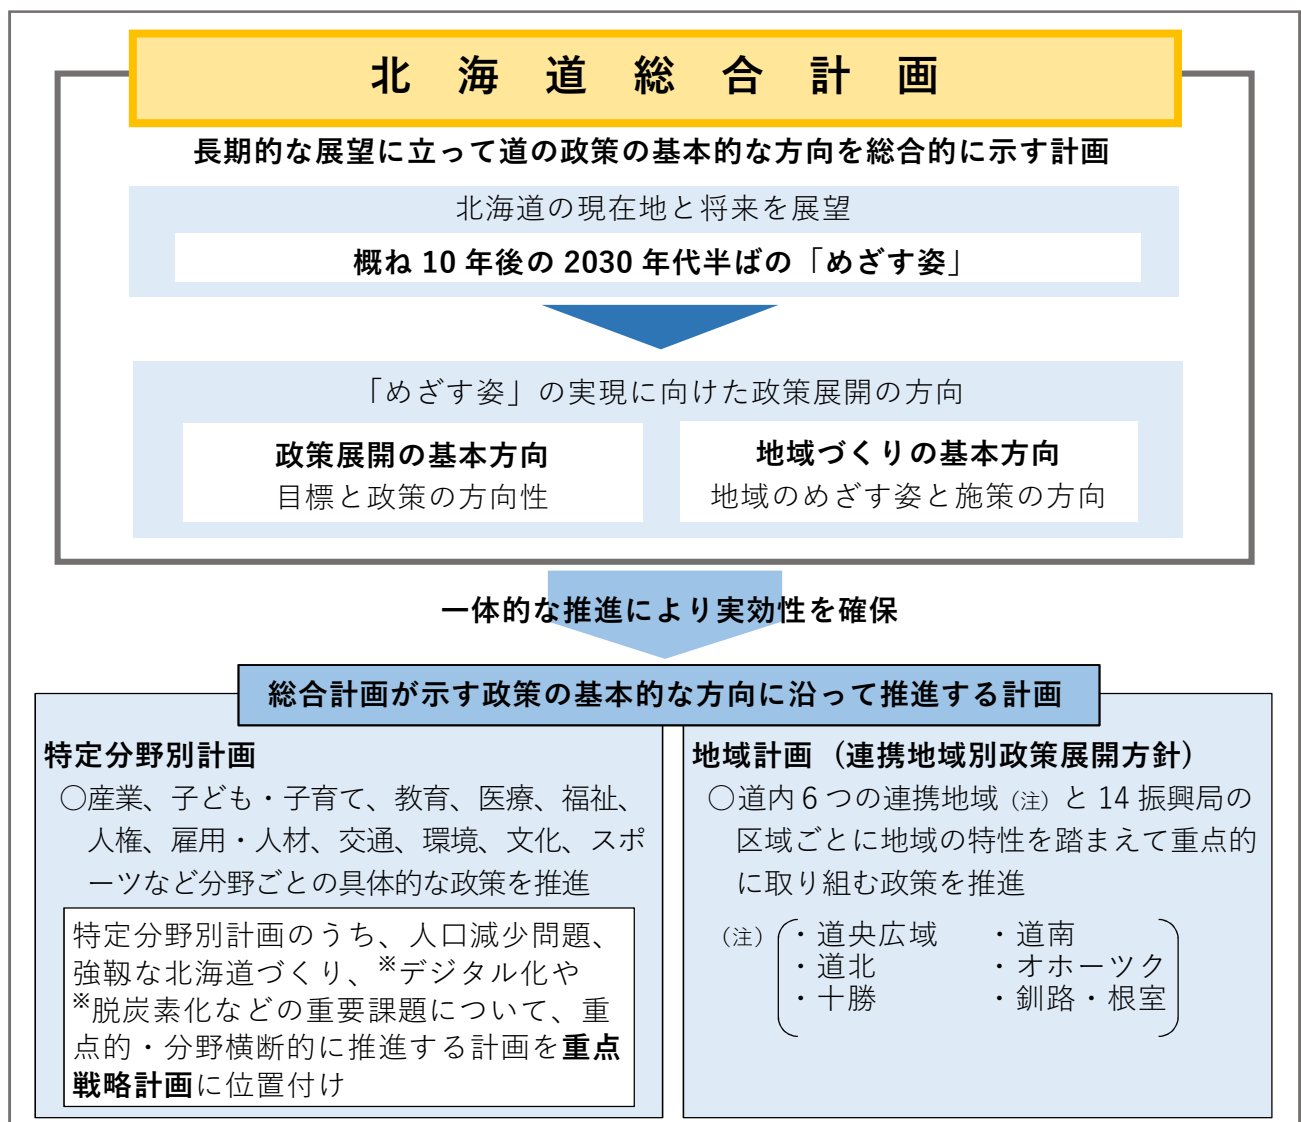 北海道総合計画
長期的な展望に立って道の政策の基本的な方向を総合的に示す計画
北海道の現在地と将来を展望
概ね 10 年後の 2030 年代半ばの「めざす姿」
「めざす姿」の実現に向けた政策展開の方向
政策展開の基本方向
目標と政策の方向性
地域づくりの基本方向
地域のめざす姿と施策の方向
一体的な推進により実効性を確保
総合計画が示す政策の基本的な方向に沿って推進する計画
特定分野別計画
○産業、子ども・子育て、教育、医療、福祉、
人権、雇用・人材、交通、環境、文化、スポ
ーツなど分野ごとの具体的な政策を推進
特定分野別計画のうち、人口減少問題、
強靱な北海道づくり、※デジタル化や
※脱炭素化などの重要課題について、重
点的・分野横断的に推進する計画を重点
戦略計画に位置付け
地域計画（連携地域別政策展開方針）
○道内６つの連携地域（注）と 14 振興局の
区域ごとに地域の特性を踏まえて重点的
に取り組む政策を推進
（注）・道央広域 ・道南
・道北 ・オホーツク
・十勝 ・釧路・根室